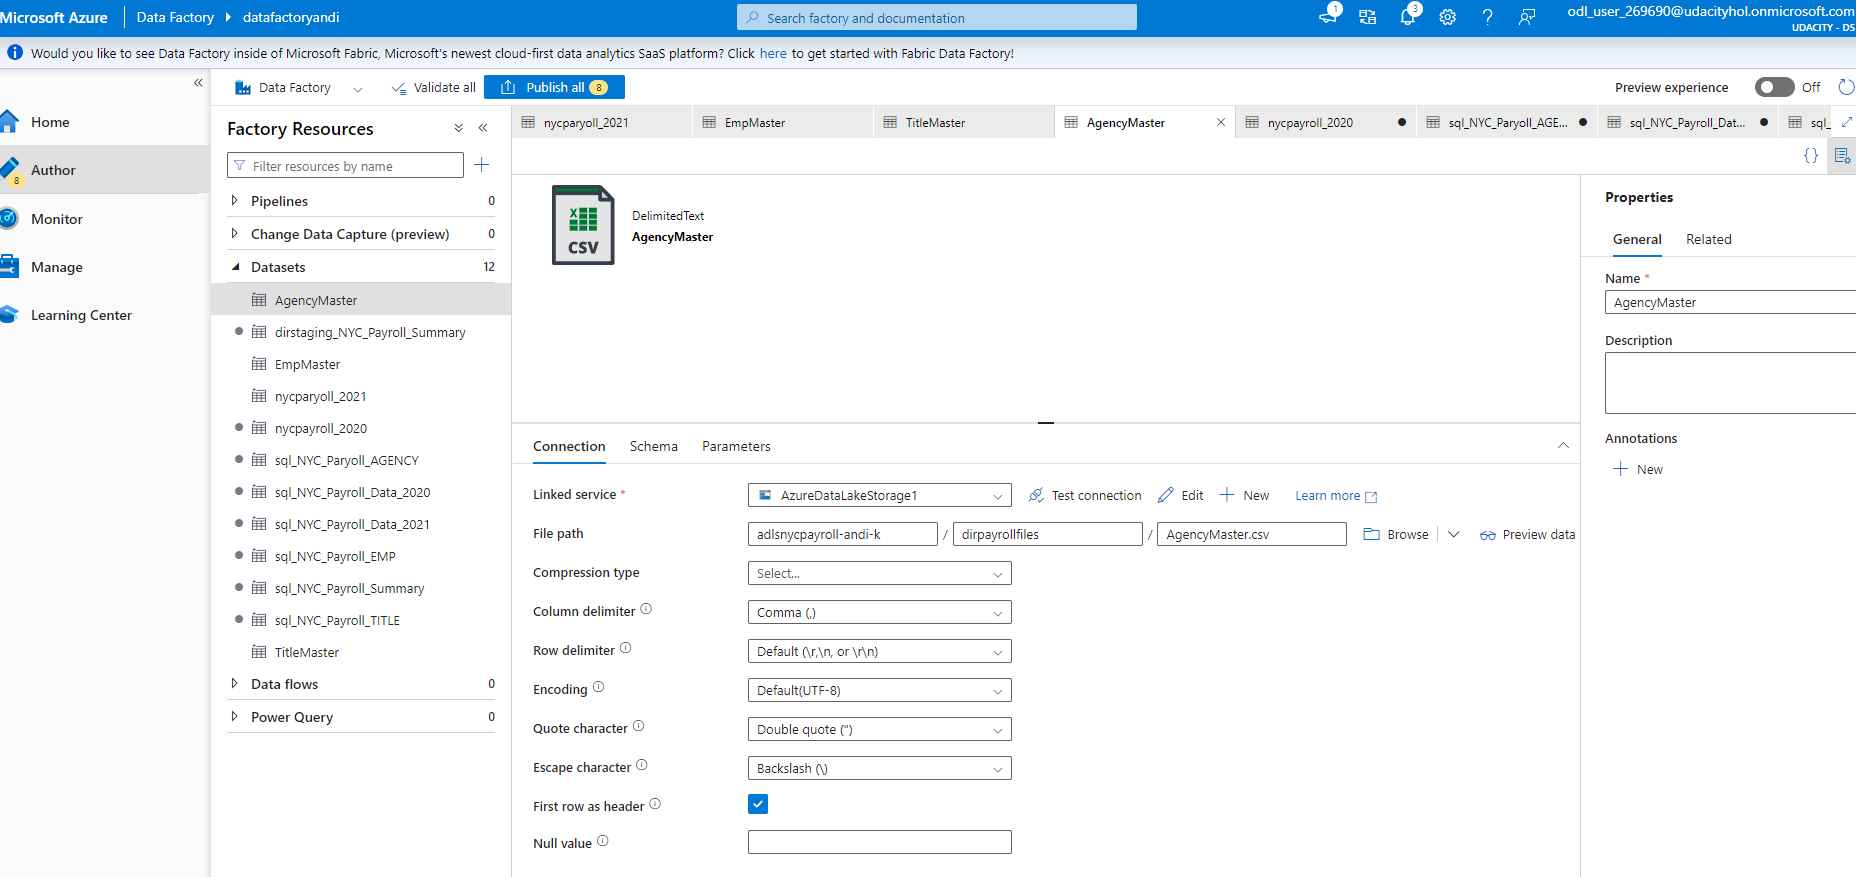 Microsoft Azure
Data Factory
datafactoryandi
Search factory and documentation
1
3
odl_user_269690@udacityhol.onmicrosoft.com
UDACITY - DS
Would you like to see Data Factory inside of Microsoft Fabric, Microsoft's newest cloud-first data analytics SaaS platform? Click here to get started with Fabric Data Factory!
Home
Author
8
Monitor
Manage
Learning Center
Data Factory
Validate all
Publish all
8
Preview experience
Off
Factory Resources
Filter resources by name
Pipelines 0
Change Data Capture (preview) 0
Datasets 12
AgencyMaster
dirstaging_NYC_Payroll_Summary
EmpMaster
nycparyoll_2021
nycpayroll_2020
sql_NYC_Paryoll_AGENCY
sql_NYC_Payroll_Data_2020
sql_NYC_Payroll_Data_2021
sql_NYC_Payroll_EMP
sql_NYC_Payroll_Summary
sql_NYC_Payroll_TITLE
TitleMaster
Data flows 0
Power Query 0
nycparyoll_2021
EmpMaster
TitleMaster
AgencyMaster
nycpayroll_2020
sql_NYC_Paryoll_AGE...
sql_NYC_Payroll_Dat...
sql_
{}
CSV
DelimitedText
AgencyMaster
Connection
Schema
Parameters
Linked service *
AzureDataLakeStorage1
Test connection
Edit
New
Learn more
File path
adlsnycpayroll-andi-k / dirpayrollfiles / AgencyMaster.csv
Browse
Preview data
Compression type
Select...
Column delimiter
Comma (,)
Row delimiter
Default (\r,\n, or \r\n)
Encoding
Default(UTF-8)
Quote character
Double quote (")
Escape character
Backslash (\)
First row as header
Null value
Properties
General
Related
Name *
AgencyMaster
Description
Annotations
New